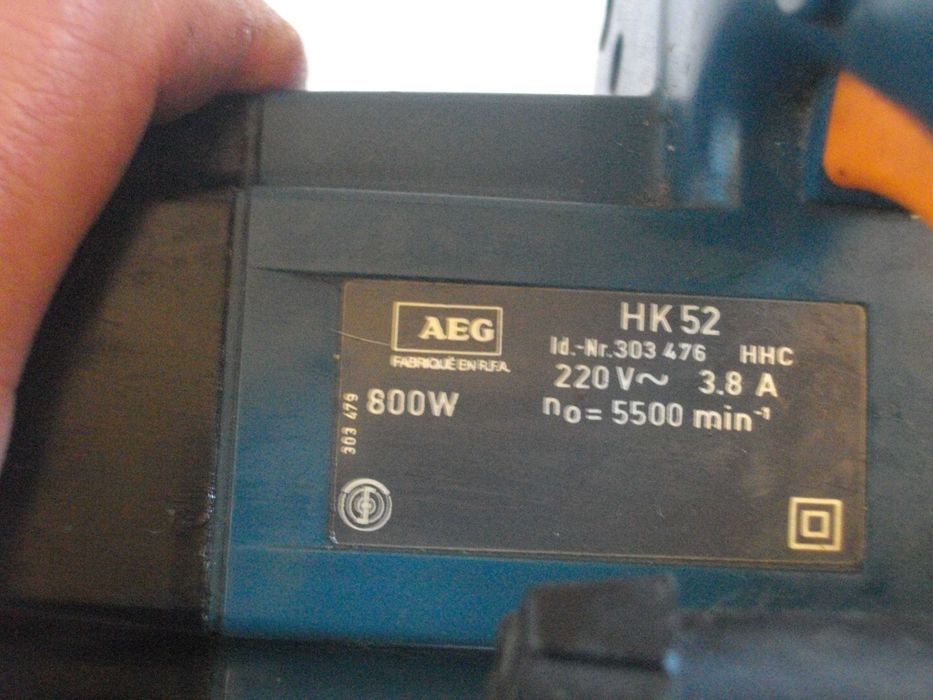 AEG
FABRIQUÉ EN R.F.A.
HK 52
Id.-Nr. 303 476 HHC
220 V~ 3.8 A
800W
n₀ = 5500 min⁻¹
303 479